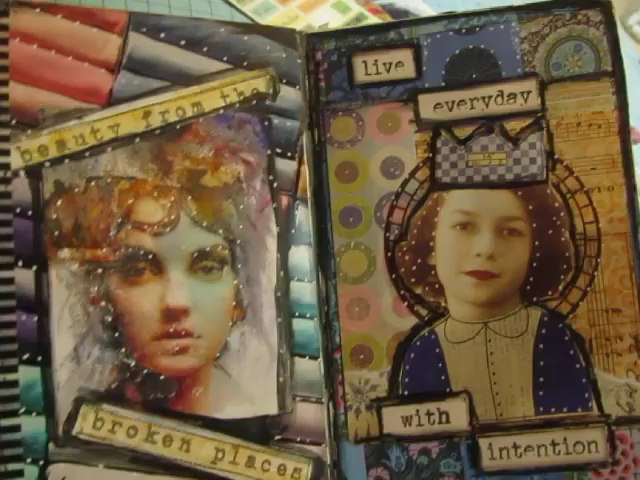 beauty from the
broken places
live
everyday
with
intention